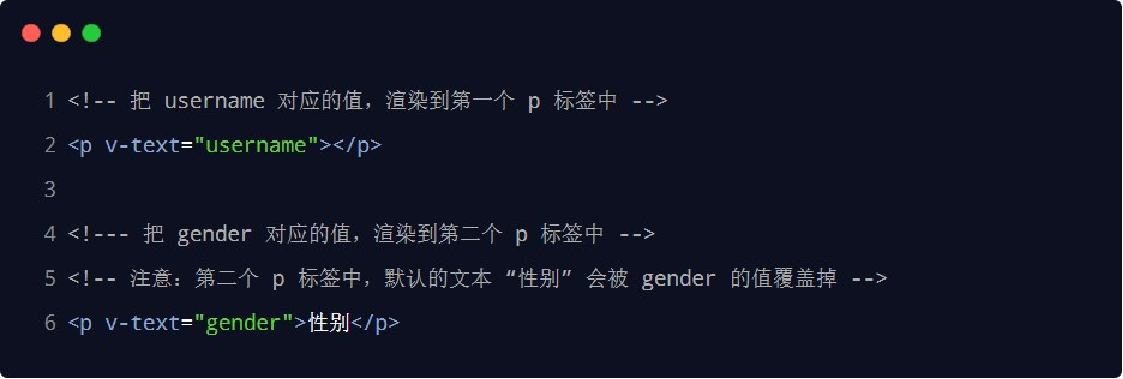 1 <!-- 把 username 对应的值，渲染到第一个 p 标签中 -->
2 <p v-text="username"></p>
3
4 <!--- 把 gender 对应的值，渲染到第二个 p 标签中 -->
5 <!-- 注意：第二个 p 标签中，默认的文本 “性别” 会被 gender 的值覆盖掉 -->
6 <p v-text="gender">性别</p>